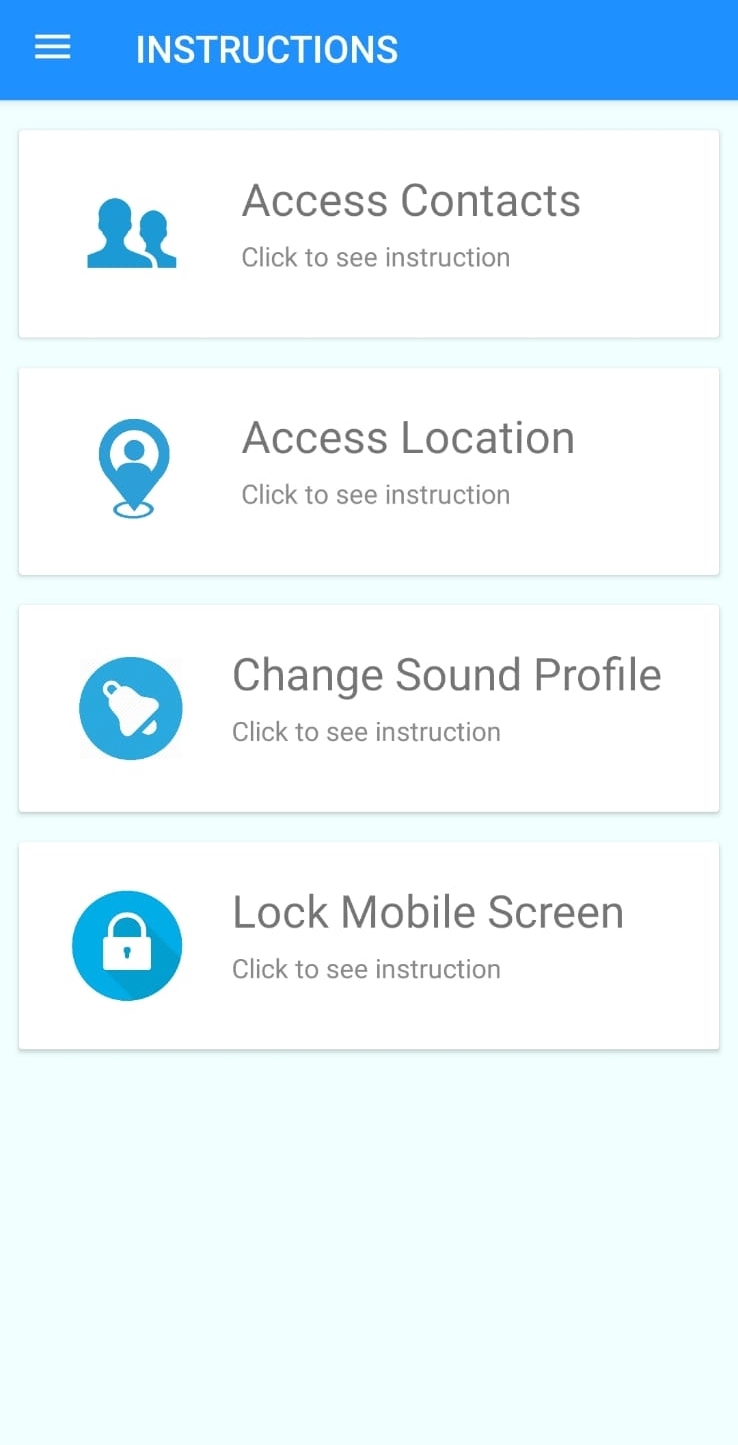 INSTRUCTIONS
Access Contacts
Click to see instruction
Access Location
Click to see instruction
Change Sound Profile
Click to see instruction
Lock Mobile Screen
Click to see instruction